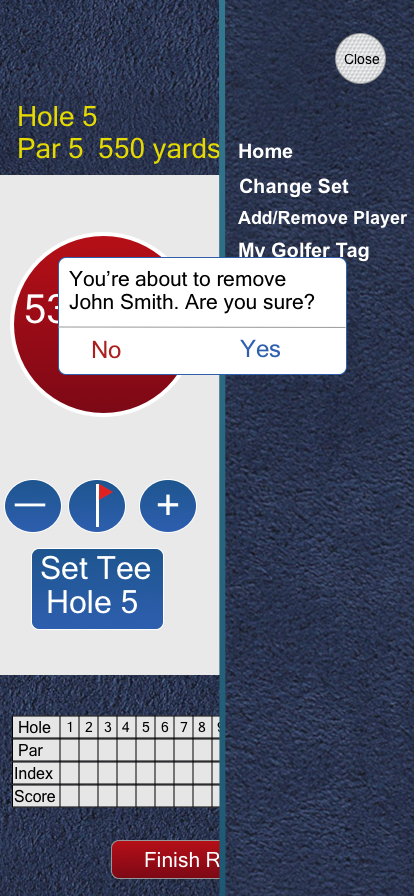 Close
Hole 5
Par 5 550 yards
Home
Change Set
Add/Remove Player
My Golfer Tag
You’re about to remove
John Smith. Are you sure?
No Yes
53
Set Tee
Hole 5
Hole 1 2 3 4 5 6 7 8
Par
Index
Score
Finish